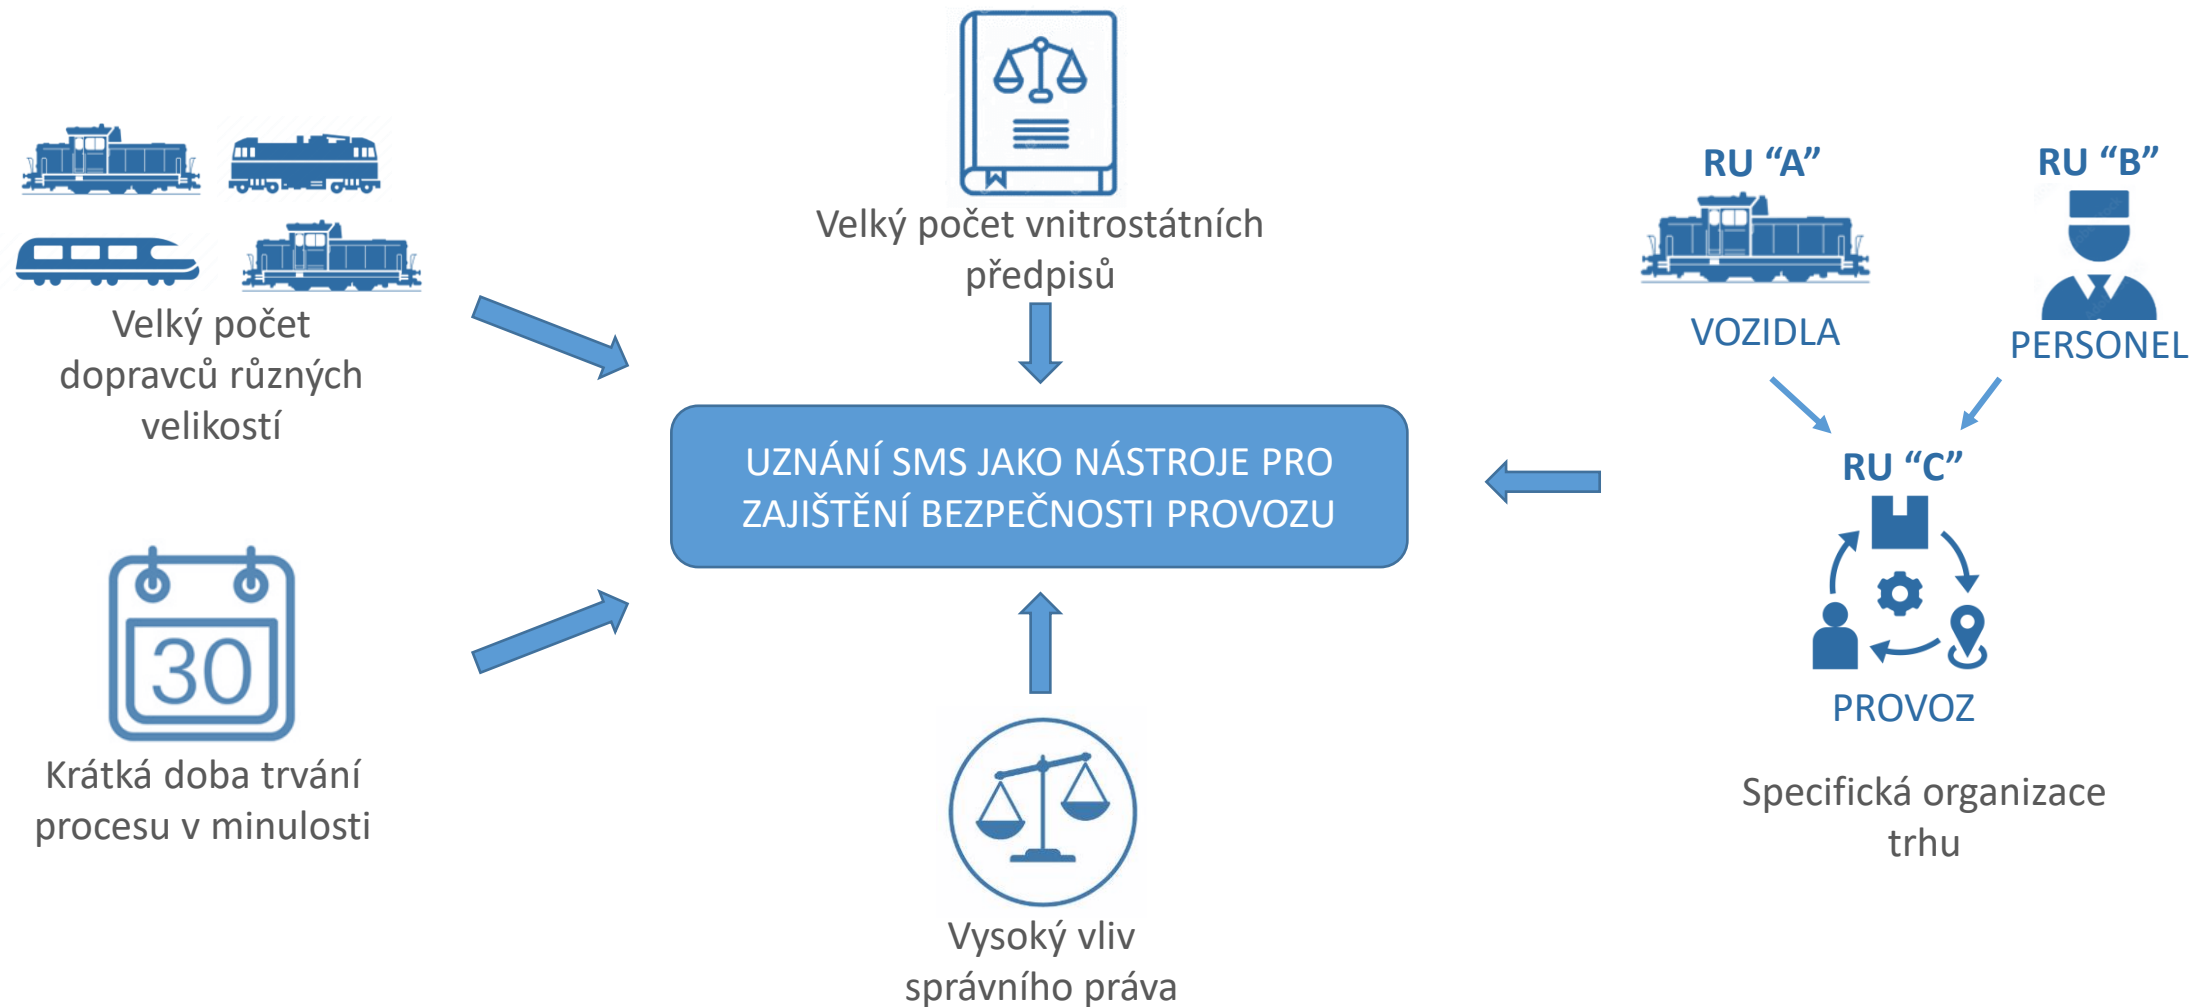 Velký počet
dopravců různých
velikostí
Velký počet vnitrostátních
předpisů
RU “A”
VOZIDLA
RU “B”
PERSONEL
RU “C”
PROVOZ
Specifická organizace
trhu
UZNÁNÍ SMS JAKO NÁSTROJE PRO
ZAJIŠTĚNÍ BEZPEČNOSTI PROVOZU
30
Krátká doba trvání
procesu v minulosti
Vysoký vliv
správního práva